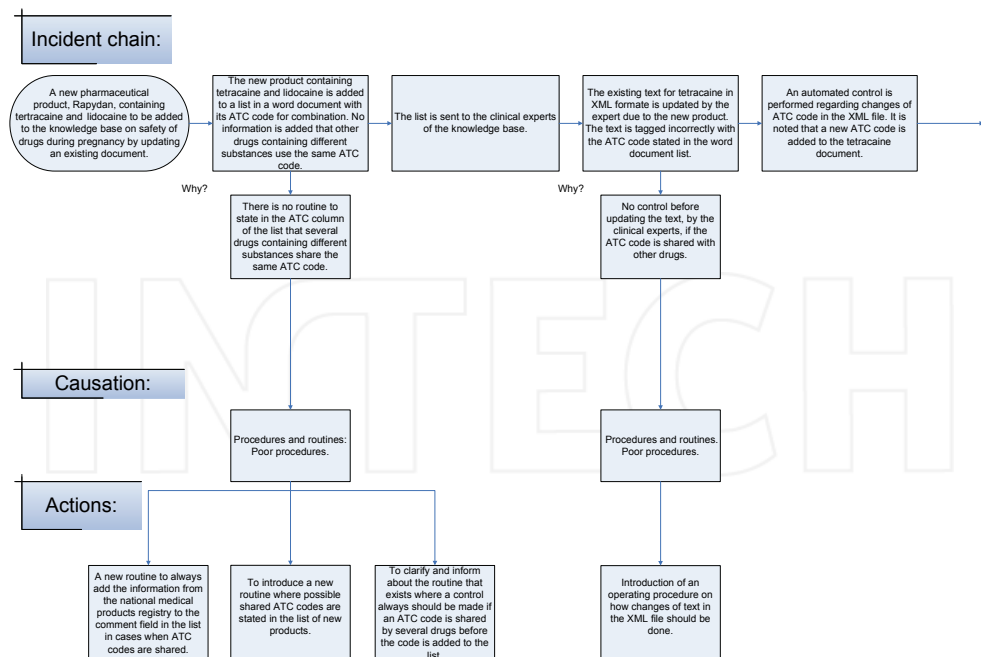 Incident chain:
A new pharmaceutical
product, Rapydan, containing
tertracaine and lidocaine to be added
to the knowledge base on safety of
drugs during pregnancy by updating
an existing document.
The new product containing
tetracaine and lidocaine is added
to a list in a word document with
its ATC code for combination. No
information is added that other
drugs containing different
substances use the same ATC
code.
The list is sent to the clinical experts
of the knowledge base.
The existing text for tetracaine in
XML formate is updated by the
expert due to the new product.
The text is tagged incorrectly with
the ATC code stated in the word
document list.
An automated control is
performed regarding changes of
ATC code in the XML file. It is
noted that a new ATC code is
added to the tetracaine
document.
Why?
Why?
There is no routine to
state in the ATC column
of the list that several
drugs containing different
substances share the
same ATC code.
No control before
updating the text, by the
clinical experts, if the
ATC code is shared with
other drugs.
INTECH
Causation:
Procedures and routines:
Poor procedures.
Procedures and routines.
Poor procedures.
Actions:
A new routine to always
add the information from
the national medical
products registry to the
comment field in the list
in cases when ATC
codes are shared.
To introduce a new
routine where possible
shared ATC codes are
stated in the list of new
products.
To clarify and inform
about the routine that
exists where a control
always should be made if
an ATC code is shared
by several drugs before
the code is added to the
list.
Introduction of an
operating procedure on
how changes of text in
the XML file should be
done.